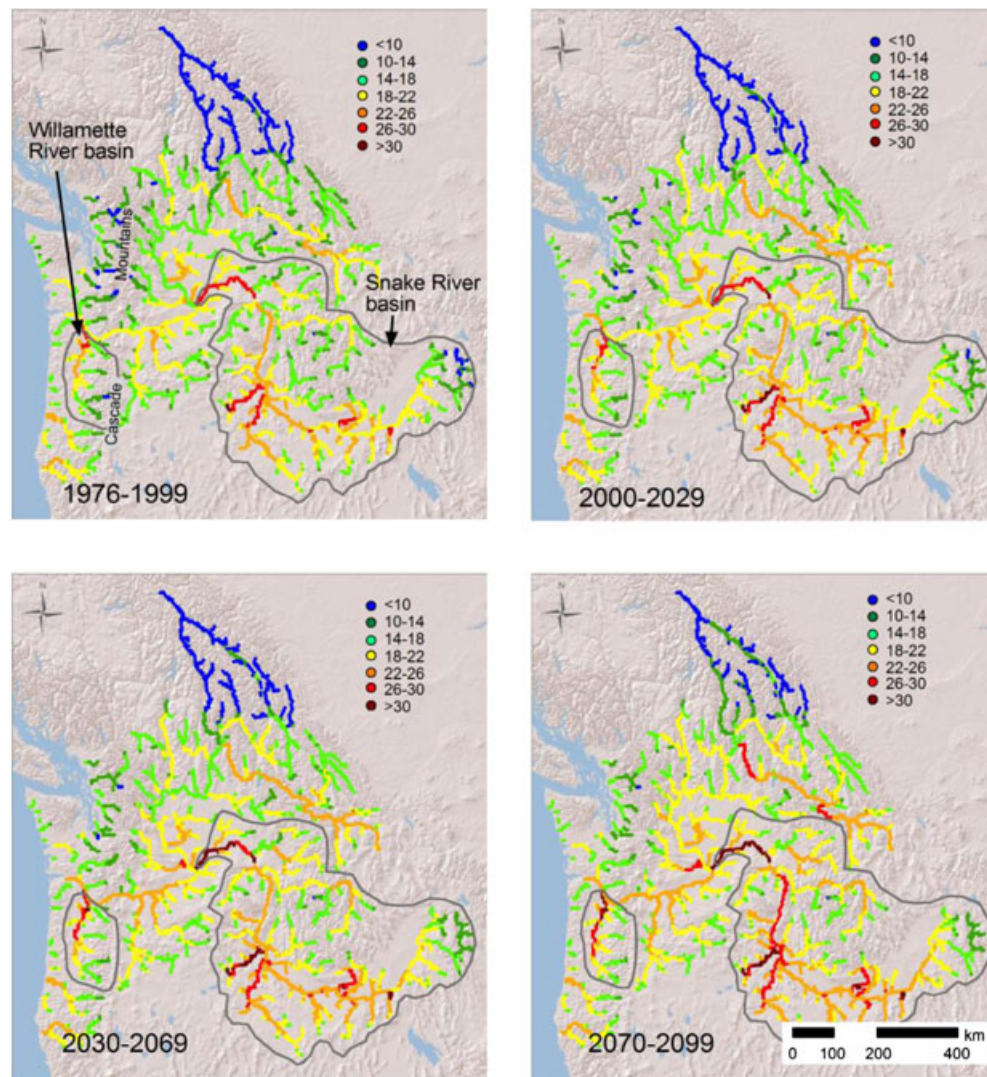 N
<10
10-14
14-18
18-22
22-26
26-30
>30
Willamette
River basin
Mountains
Cascade
Snake River
basin
1976-1999
N
<10
10-14
14-18
18-22
22-26
26-30
>30
2000-2029
N
<10
10-14
14-18
18-22
22-26
26-30
>30
2030-2069
N
<10
10-14
14-18
18-22
22-26
26-30
>30
2070-2099
km
0 100 200 400